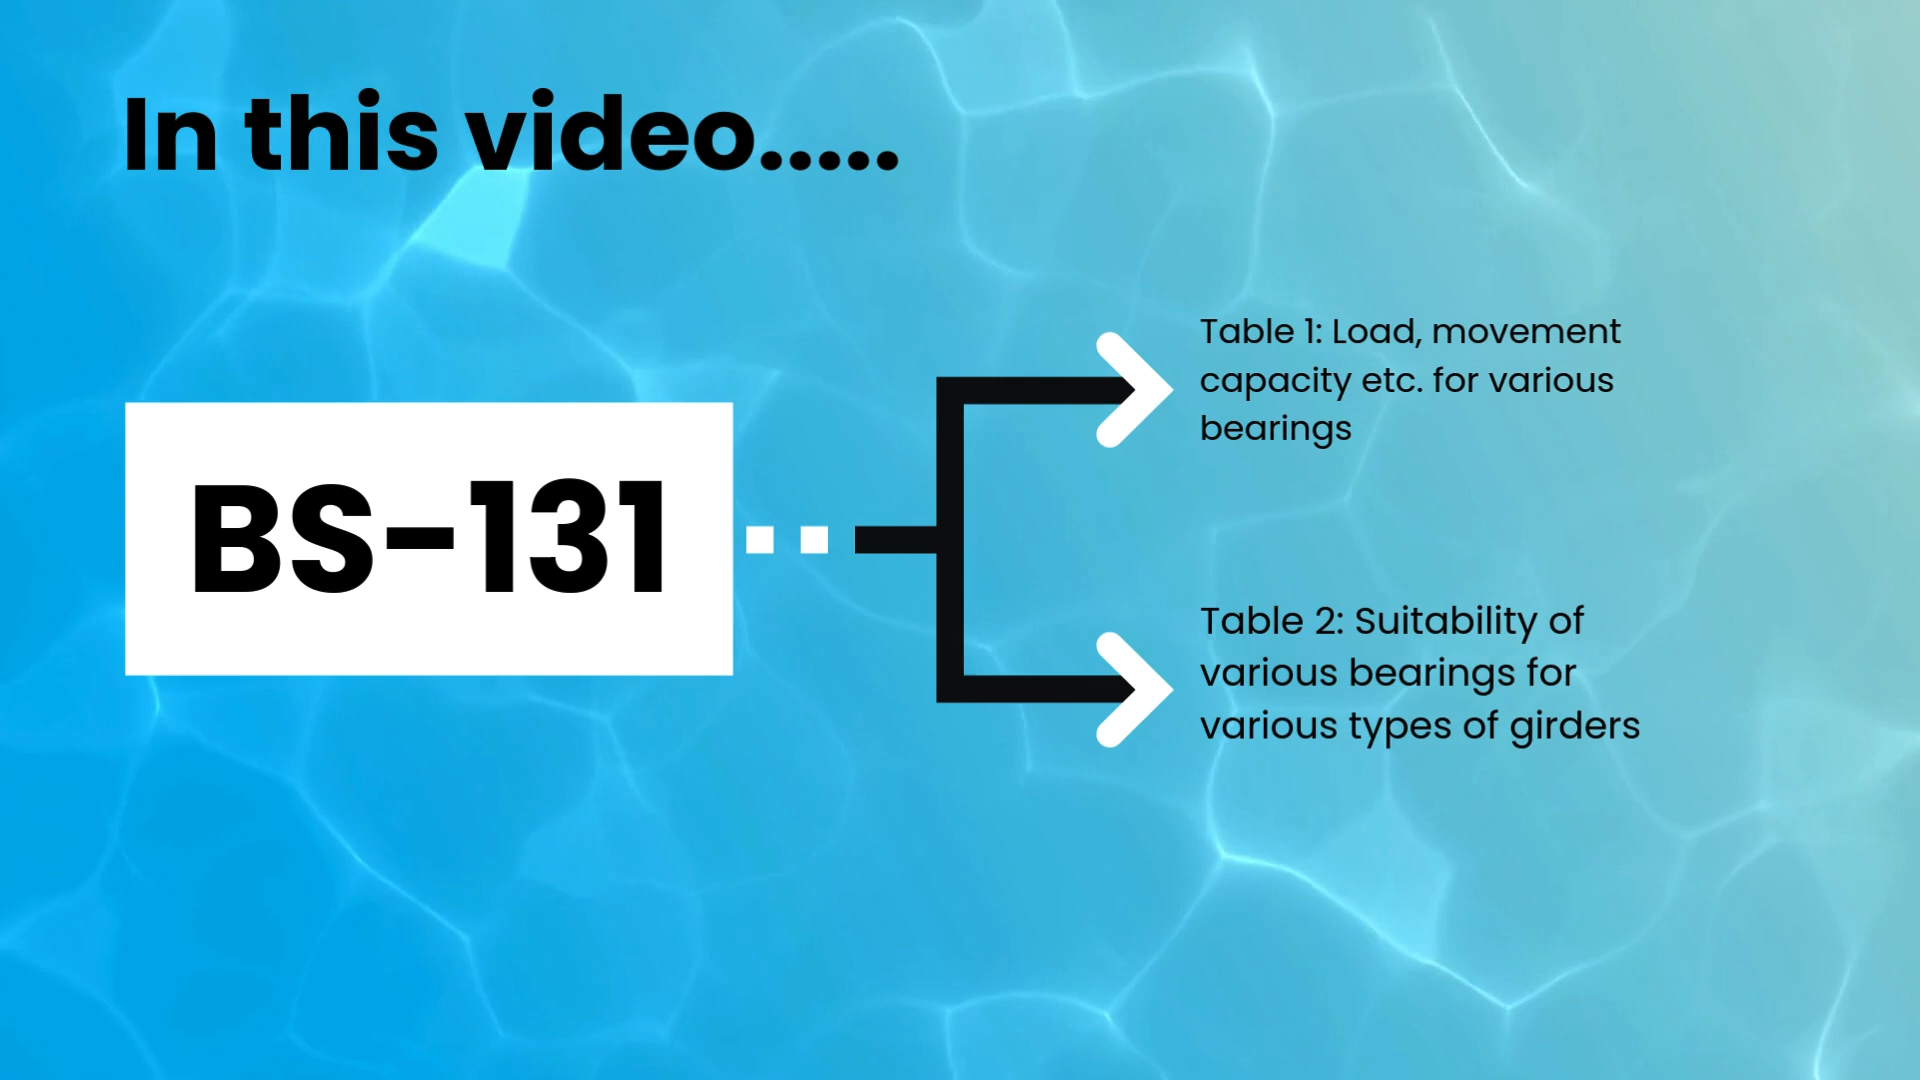 In this video.....
BS-131
Table 1: Load, movement
capacity etc. for various
bearings
Table 2: Suitability of
various bearings for
various types of girders